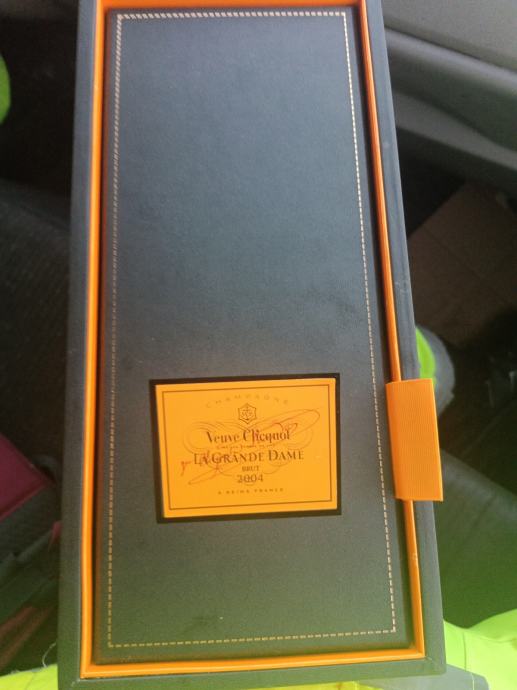 CHAMPAGNE
Veuve Clicquot
LA GRANDE DAME
BRUT
2004
A REIMS FRANCE